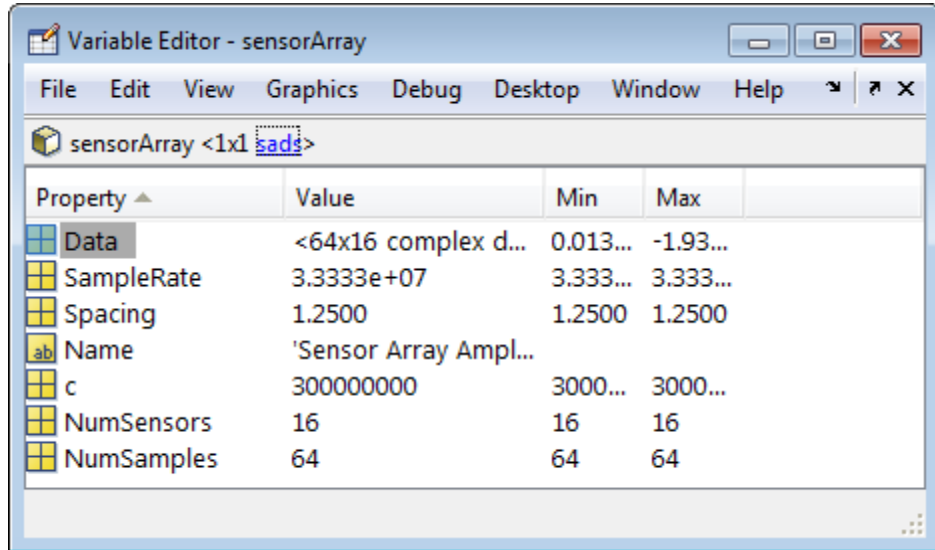 Variable Editor - sensorArray
File Edit View Graphics Debug Desktop Window Help
sensorArray <1x1 sads>
Property Value Min Max
Data <64x16 complex d... 0.013... -1.93...
SampleRate 3.3333e+07 3.333... 3.333...
Spacing 1.2500 1.2500 1.2500
ab Name 'Sensor Array Ampl...
c 300000000 3000... 3000...
NumSensors 16 16 16
NumSamples 64 64 64